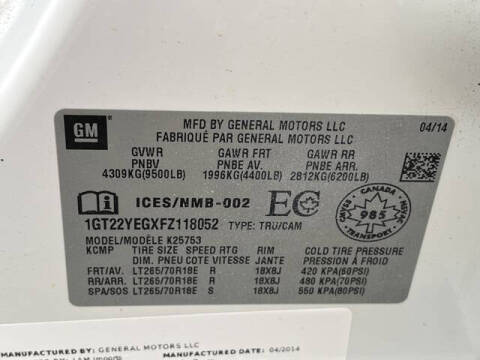 GM
MFD BY GENERAL MOTORS LLC
FABRIQUÉ PAR GENERAL MOTORS LLC
04/14
GVWR GAWR FRT GAWR RR
PNBV PNBE AV. PNBE ARR.
4309KG(9500LB) 1996KG(4400LB) 2812KG(6200LB)
ICES/NMB-002 EC
CANADA
985
CMVSS
NSVAC
1GT22YEGXFZ118052 TYPE: TRU/CAM
MODEL/MODÈLE K25753
KCMP TIRE SIZE SPEED RTG RIM COLD TIRE PRESSURE
DIM. PNEU COTE VITESSE JANTE PRESSION À FROID
FRT/AV. LT265/70R18E R 18X8J 420 KPA(60PSI)
RR/ARR. LT265/70R18E R 18X8J 480 KPA(70PSI)
SPA/SOS LT265/70R18E S 18X8J 550 KPA(80PSI)
MANUFACTURED BY: GENERAL MOTORS LLC
MANUFACTURED 04/2014